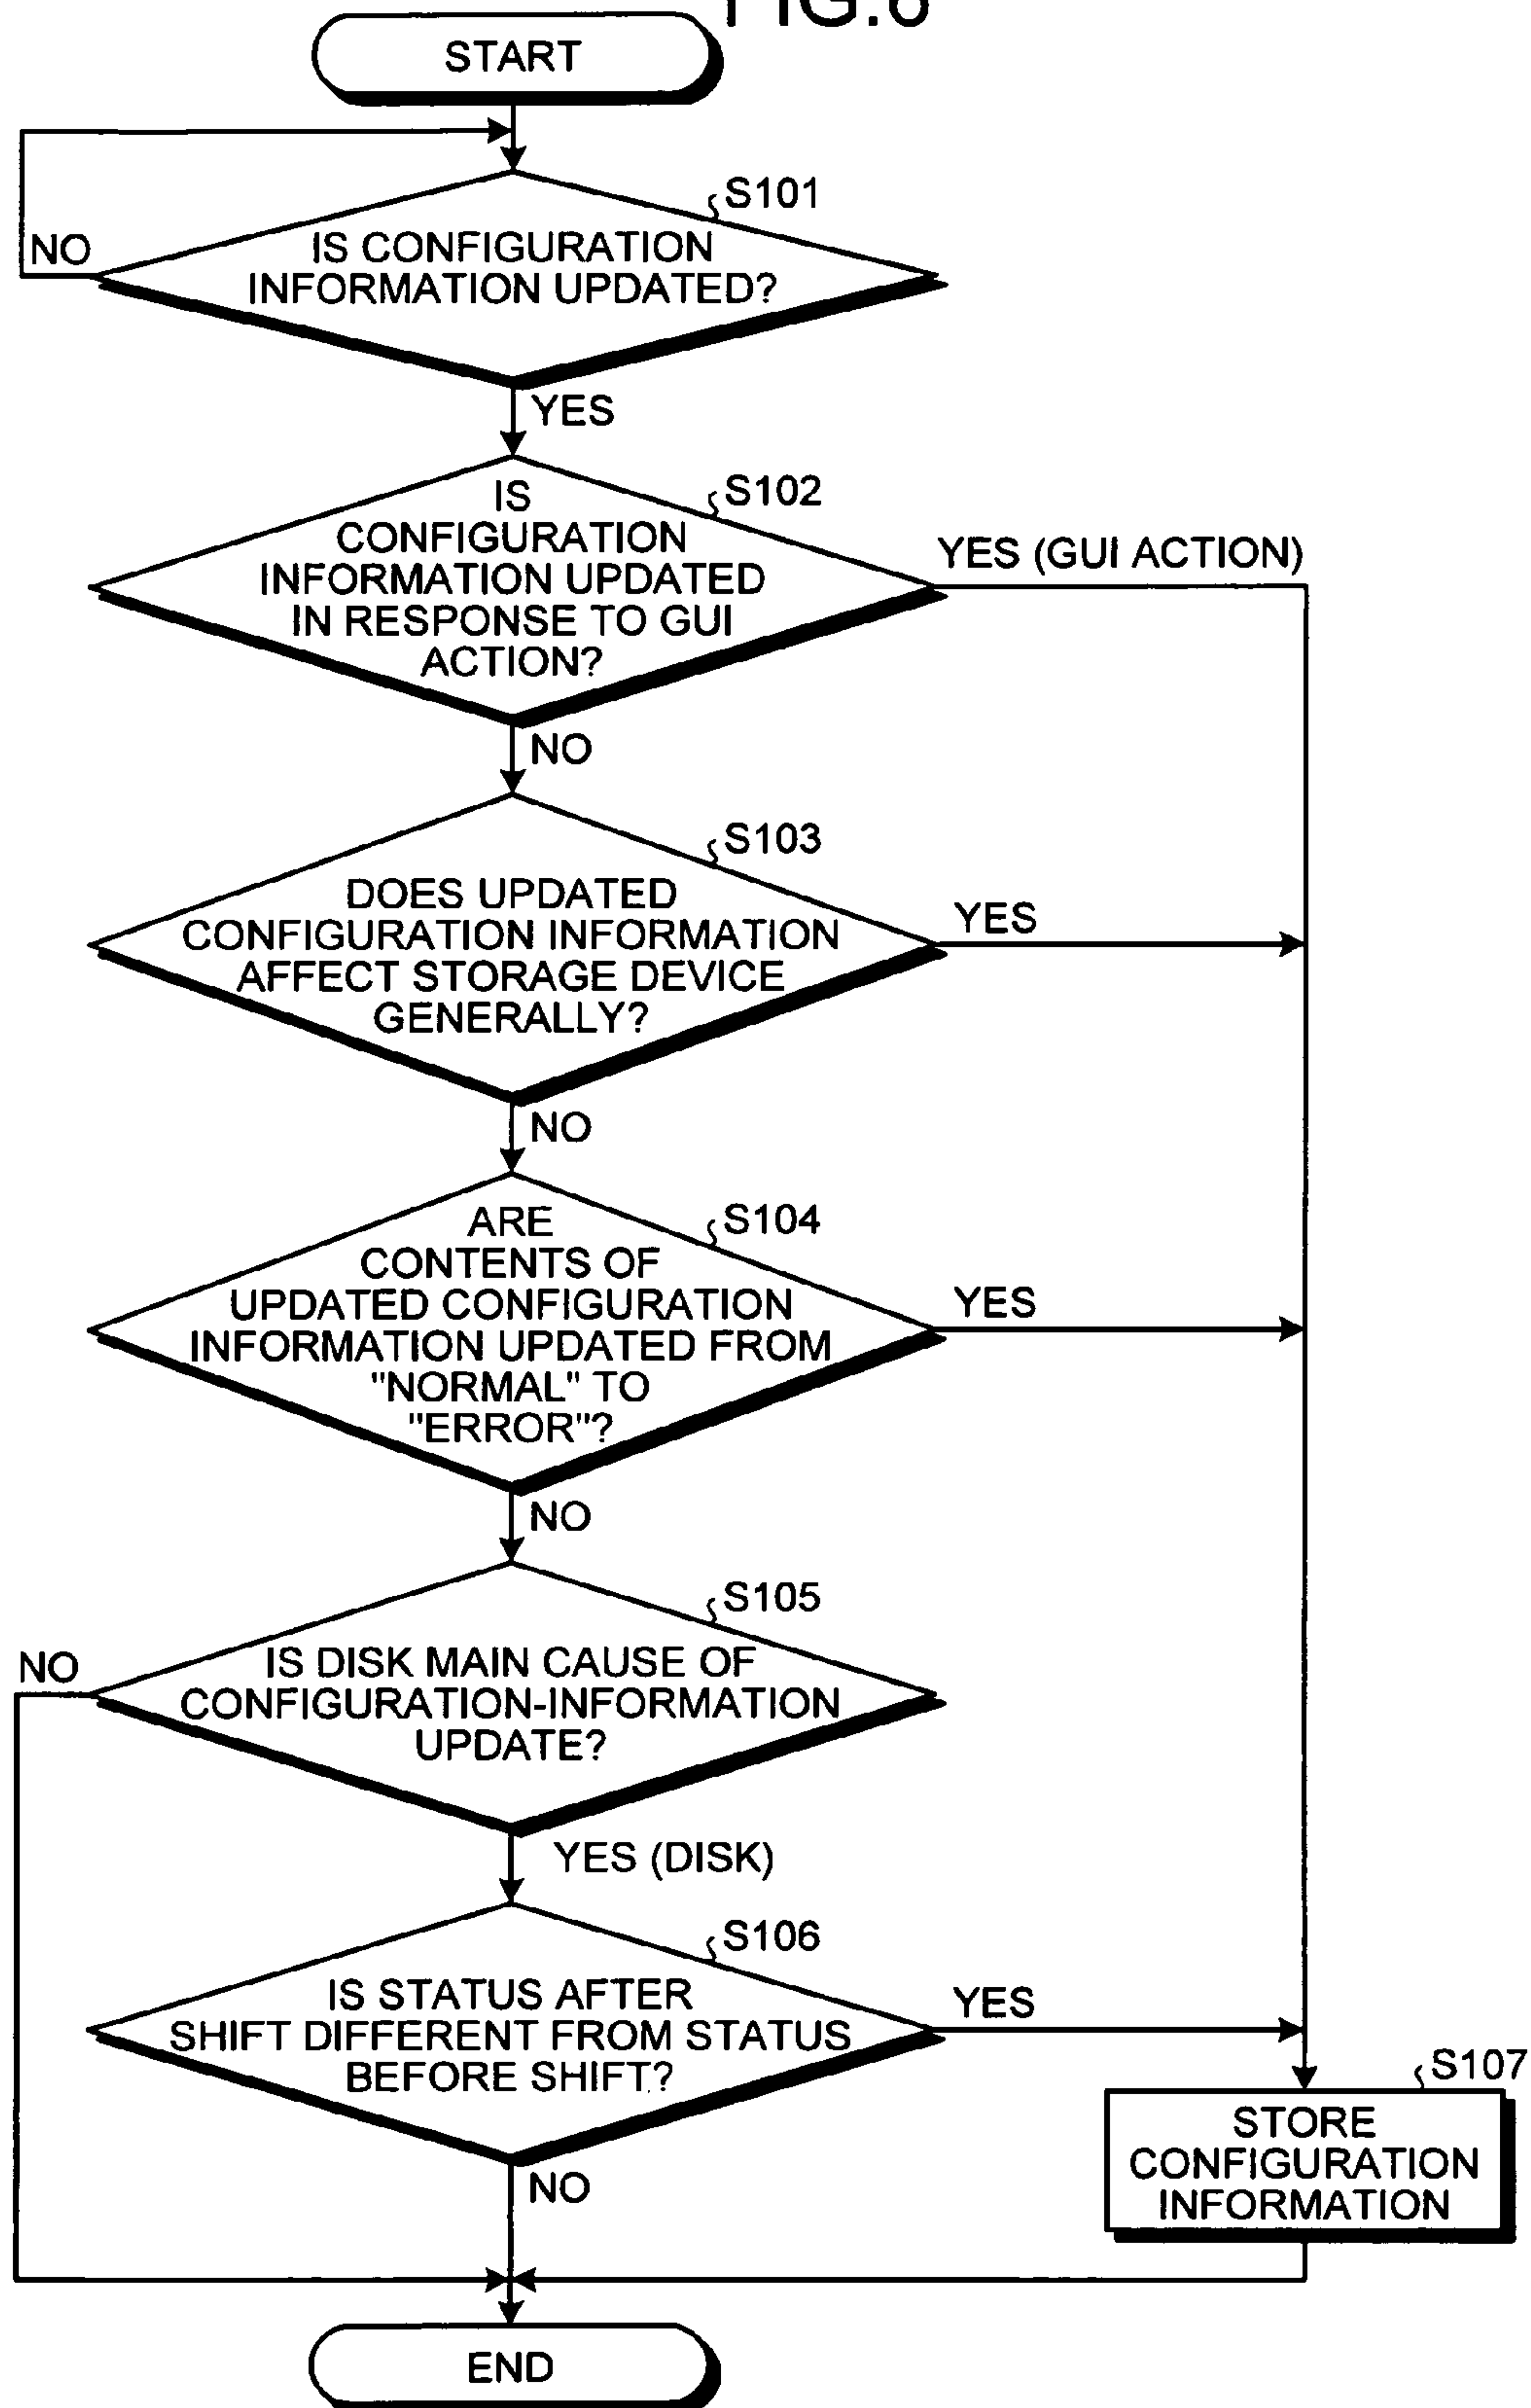 START
S101
NO
IS CONFIGURATION
INFORMATION UPDATED?
YES
S102
IS
CONFIGURATION
INFORMATION UPDATED
IN RESPONSE TO GUI
ACTION?
YES (GUI ACTION)
NO
S103
DOES UPDATED
CONFIGURATION INFORMATION
AFFECT STORAGE DEVICE
GENERALLY?
YES
NO
S104
ARE
CONTENTS OF
UPDATED CONFIGURATION
INFORMATION UPDATED FROM
"NORMAL" TO
"ERROR"?
YES
NO
S105
NO
IS DISK MAIN CAUSE OF
CONFIGURATION-INFORMATION
UPDATE?
YES (DISK)
S106
IS STATUS AFTER
SHIFT DIFFERENT FROM STATUS
BEFORE SHIFT?
YES
S107
STORE
CONFIGURATION
INFORMATION
NO
END